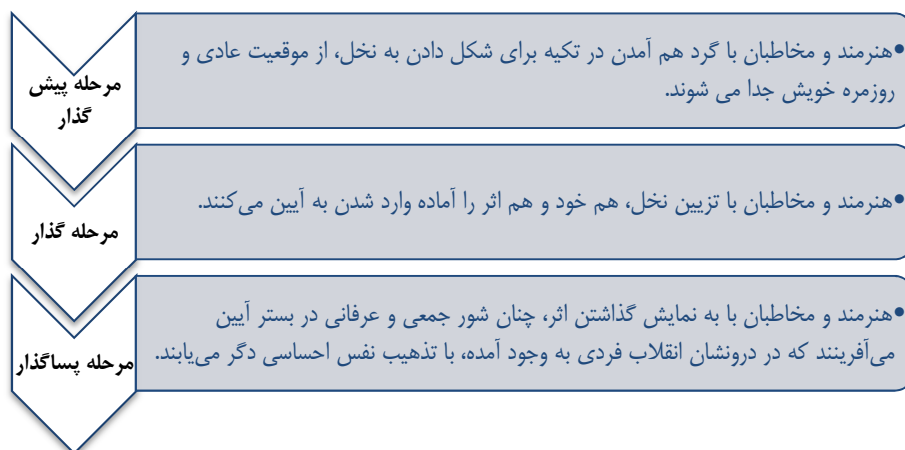 مرحله پیش
گذار
•هنرمند و مخاطبان با گرد هم آمدن در تکیه برای شکل دادن به نخل، از موقعیت عادی و
روزمره خویش جدا می شوند.
مرحله گذار
•هنرمند و مخاطبان با تزیین نخل، هم خود و هم اثر را آماده وارد شدن به آیین می‌کنند.
مرحله پساگذار
•هنرمند و مخاطبان با به نمایش گذاشتن اثر، چنان شور جمعی و عرفانی در بستر آیین
می‌آفرینند که در درونشان انقلاب فردی به وجود آمده، با تذهیب نفس احساسی دگر می‌یابند.